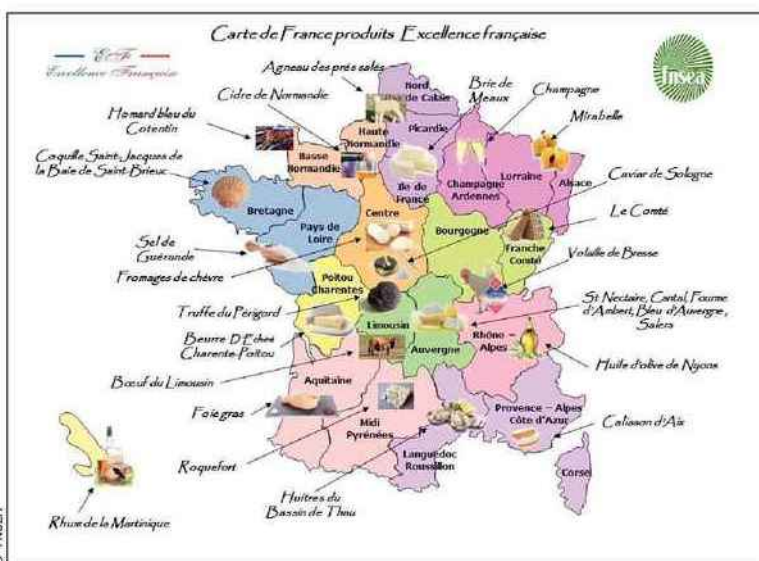 Carte de France produits Excellence française
EF
Excellence Française
Insea
Agneau des prés salés
Cidre de Normandie
Homard bleu du
Cotentin
Coquille Saint-Jacques de
la Baie de Saint-Brieuc
Sel de
Guérande
Fromages de chèvre
Truffe du Périgord
Beurre D'Echiré
Charente-Poitou
Bœuf du Limousin
Foie gras
Roquefort
Huîtres du
Bassin de Thau
Rhum de la Martinique
Brie de
Meaux
Champagne
Mirabelle
Caviar de Sologne
Le Comté
Volaille de Bresse
St Nectaire, Cantal, Fourme
d'Ambert, Bleu d'Auvergne,
Salers
Huile d'olive de Nyons
Calisson d'Aix
Nord
Pas de Calais
Picardie
Haute
Normandie
Basse
Normandie
Ile de
France
Champagne
Ardennes
Lorraine
Alsace
Bretagne
Pays de
Loire
Centre
Bourgogne
Franche
Comté
Poitou
Charentes
Limousin
Auvergne
Rhône –
Alpes
Aquitaine
Midi
Pyrénées
Languedoc
Roussillon
Provence – Alpes
Côte d'Azur
Corse